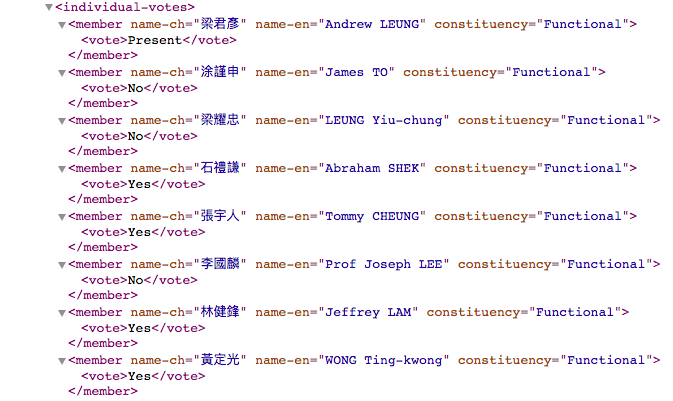 ▼<individual-votes>
▼<member name-ch="梁君彥" name-en="Andrew LEUNG" constituency="Functional">
<vote>Present</vote>
</member>
▼<member name-ch="涂謹申" name-en="James TO" constituency="Functional">
<vote>No</vote>
</member>
▼<member name-ch="梁耀忠" name-en="LEUNG Yiu-chung" constituency="Functional">
<vote>No</vote>
</member>
▼<member name-ch="石禮謙" name-en="Abraham SHEK" constituency="Functional">
<vote>Yes</vote>
</member>
▼<member name-ch="張宇人" name-en="Tommy CHEUNG" constituency="Functional">
<vote>Yes</vote>
</member>
▼<member name-ch="李國麟" name-en="Prof Joseph LEE" constituency="Functional">
<vote>No</vote>
</member>
▼<member name-ch="林健鋒" name-en="Jeffrey LAM" constituency="Functional">
<vote>Yes</vote>
</member>
▼<member name-ch="黃定光" name-en="WONG Ting-kwong" constituency="Functional">
<vote>Yes</vote>
</member>